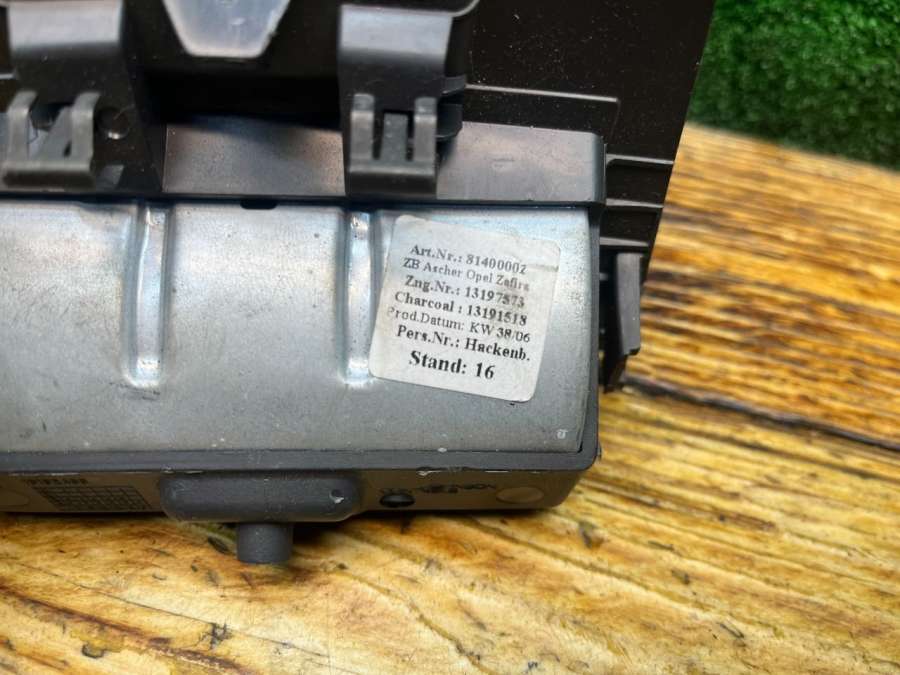 Art.Nr.: 81400002
ZB Ascher Opel Zafira
Zng.Nr.: 13197573
Charcoal : 13191518
Prod.Datum: KW 38/06
Pers.Nr.: Hackenb.
Stand: 16